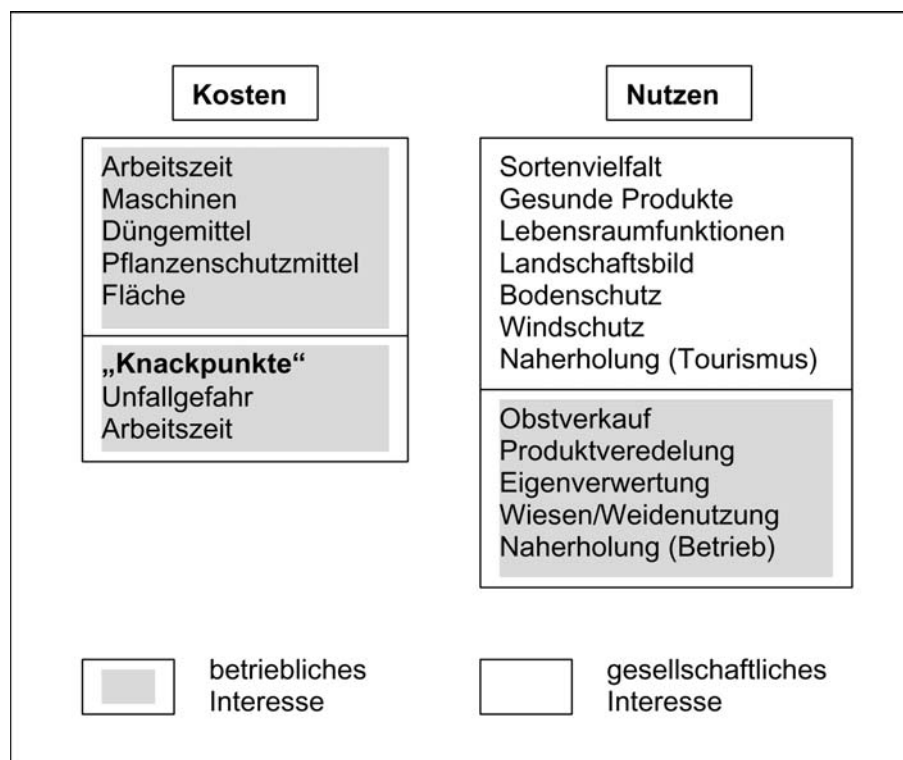 Kosten
Arbeitszeit
Maschinen
Düngemittel
Pflanzenschutzmittel
Fläche
„Knackpunkte“
Unfallgefahr
Arbeitszeit
Nutzen
Sortenvielfalt
Gesunde Produkte
Lebensraumfunktionen
Landschaftsbild
Bodenschutz
Windschutz
Naherholung (Tourismus)
Obstverkauf
Produktveredelung
Eigenverwertung
Wiesen/Weidenutzung
Naherholung (Betrieb)
betriebliches
Interesse
gesellschaftliches
Interesse